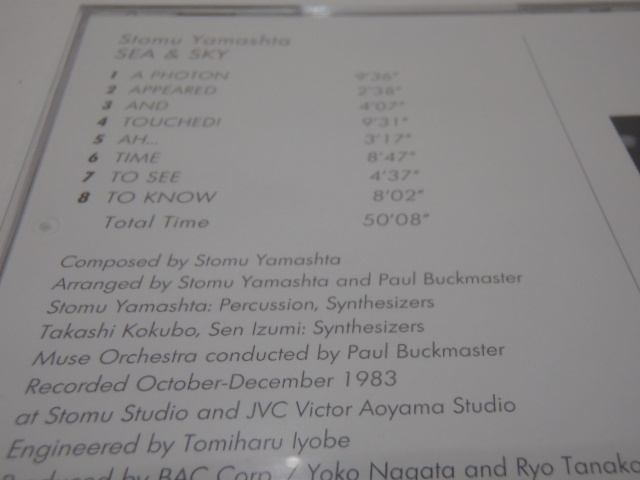 Stomu Yamashta
SEA & SKY
1 A PHOTON 9'36"
2 APPEARED 2'38"
3 AND 4'07"
4 TOUCHED! 9'31"
5 AH... 3'17"
6 TIME 8'47"
7 TO SEE 4'37"
8 TO KNOW 8'02"
Total Time 50'08"
Composed by Stomu Yamashta
Arranged by Stomu Yamashta and Paul Buckmaster
Stomu Yamashta: Percussion, Synthesizers
Takashi Kokubo, Sen Izumi: Synthesizers
Muse Orchestra conducted by Paul Buckmaster
Recorded October-December 1983
at Stomu Studio and JVC Victor Aoyama Studio
Engineered by Tomiharu Iyobe
Produced by BAC Corp. / Yoko Nagata and Ryo Tanaka